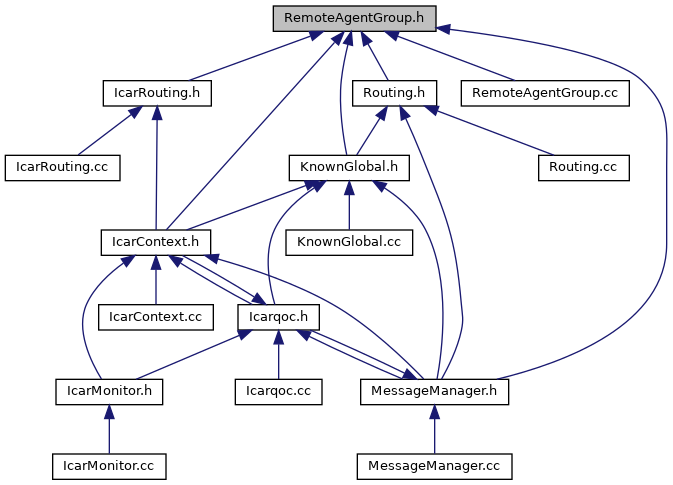 RemoteAgentGroup.h
IcarRouting.h
Routing.h
RemoteAgentGroup.cc
IcarRouting.cc
KnownGlobal.h
Routing.cc
IcarContext.h
KnownGlobal.cc
IcarContext.cc
Icarqoc.h
IcarMonitor.h
Icarqoc.cc
MessageManager.h
IcarMonitor.cc
MessageManager.cc